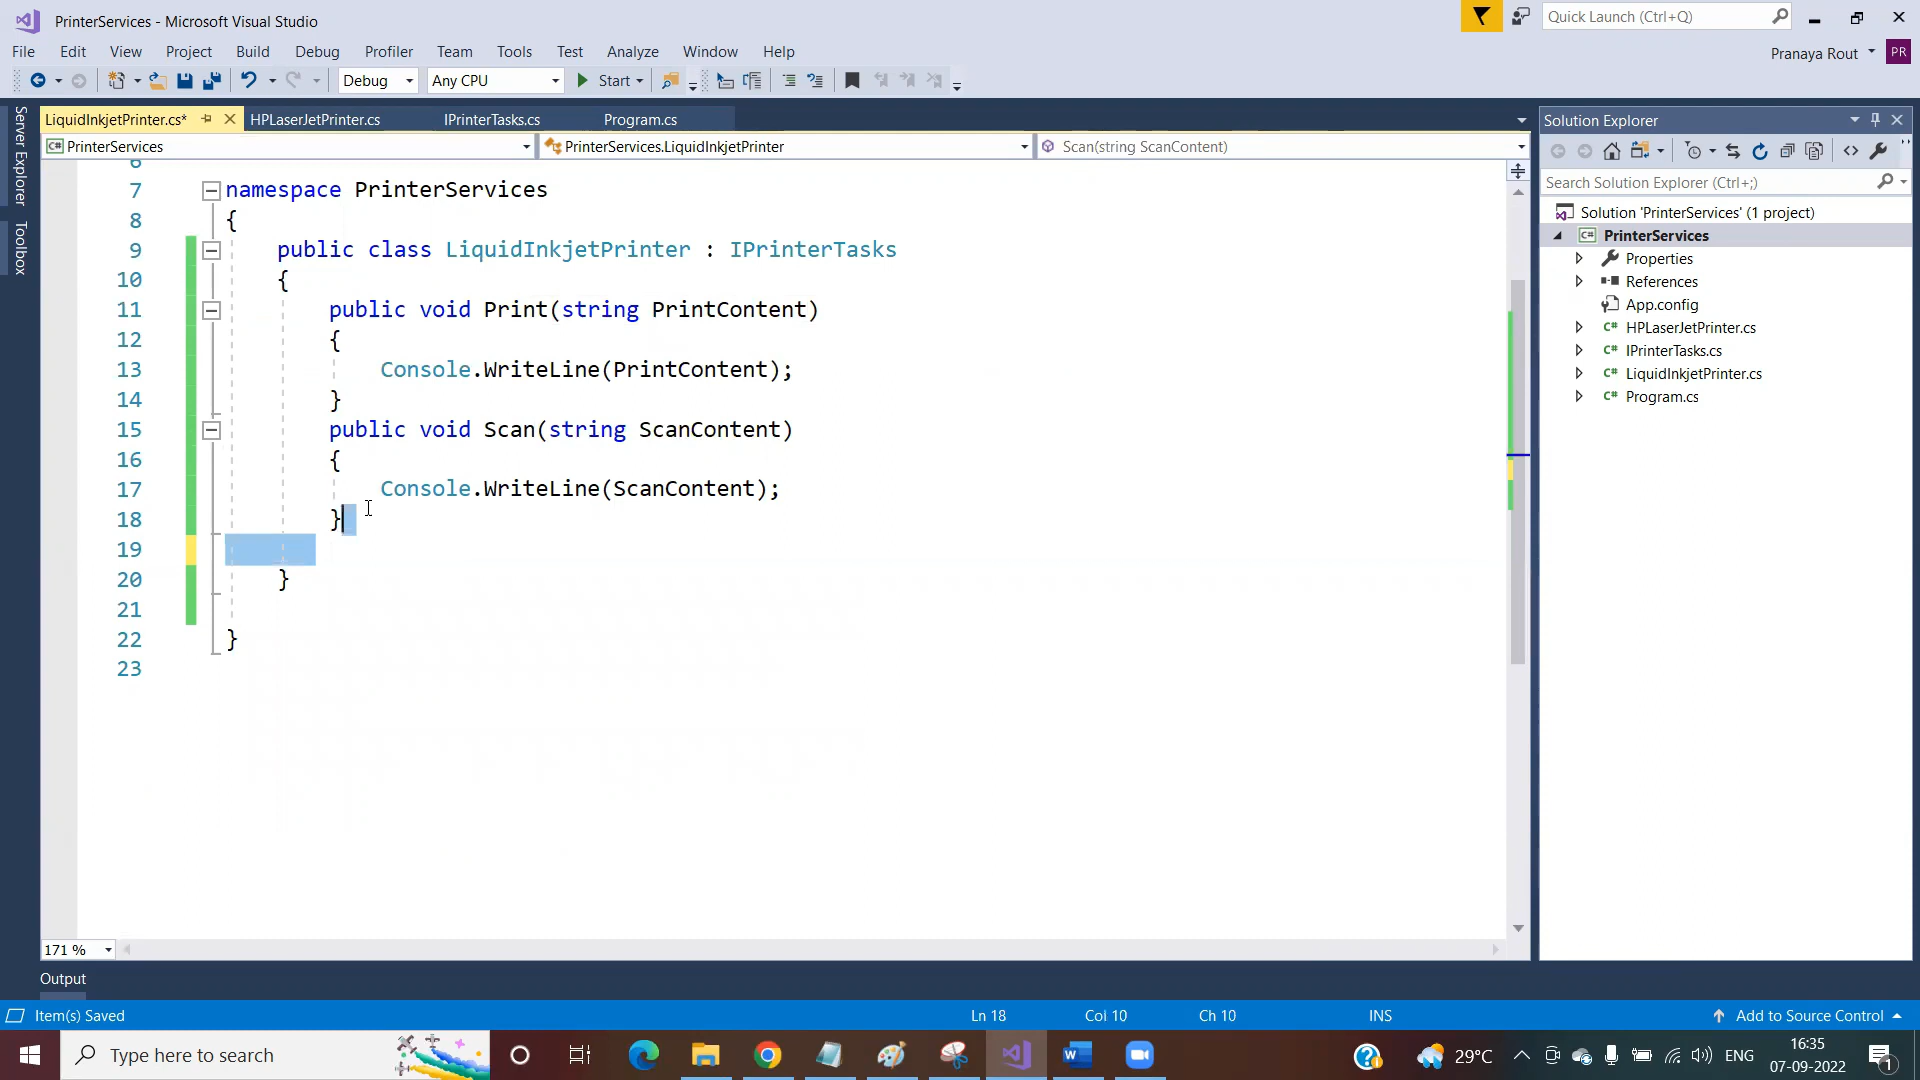 PrinterServices - Microsoft Visual Studio
Quick Launch (Ctrl+Q)
File Edit View Project Build Debug Profiler Team Tools Test Analyze Window Help
Pranaya Rout PR
Debug Any CPU Start
Server Explorer
Toolbox
LiquidInkjetPrinter.cs* HPLaserJetPrinter.cs IPrinterTasks.cs Program.cs
PrinterServices PrinterServices.LiquidInkjetPrinter Scan(string ScanContent)
6
7 namespace PrinterServices
8 {
9 public class LiquidInkjetPrinter : IPrinterTasks
10 {
11 public void Print(string PrintContent)
12 {
13 Console.WriteLine(PrintContent);
14 }
15 public void Scan(string ScanContent)
16 {
17 Console.WriteLine(ScanContent);
18 }
19
20 }
21
22 }
23
171 %
Solution Explorer
Search Solution Explorer (Ctrl+;)
Solution 'PrinterServices' (1 project)
C# PrinterServices
Properties
References
App.config
C# HPLaserJetPrinter.cs
C# IPrinterTasks.cs
C# LiquidInkjetPrinter.cs
C# Program.cs
Output
Item(s) Saved Ln 18 Col 10 Ch 10 INS Add to Source Control
Type here to search
29°C ENG
16:35
07-09-2022
1